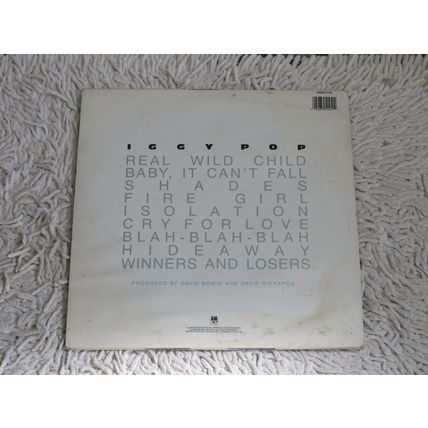 IGGY POP
REAL WILD CHILD
BABY, IT CAN'T FALL
SHADES
FIRE GIRL
ISOLATION
CRY FOR LOVE
BLAH-BLAH-BLAH
HIDEAWAY
WINNERS AND LOSERS
PRODUCED BY DAVID BOWIE AND DAVID RICHARDS.
A&M